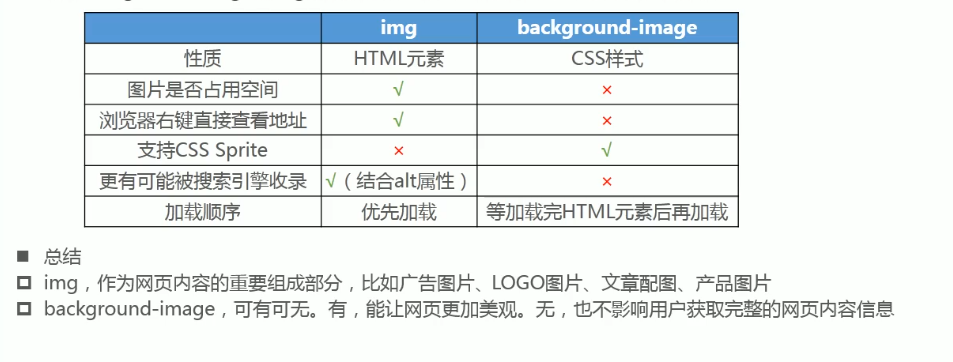 img background-image
性质 HTML元素 CSS样式
图片是否占用空间 √ ×
浏览器右键直接查看地址 √ ×
支持CSS Sprite × √
更有可能被搜索引擎收录 √（结合alt属性） ×
加载顺序 优先加载 等加载完HTML元素后再加载
■ 总结
img，作为网页内容的重要组成部分，比如广告图片、LOGO图片、文章配图、产品图片
background-image，可有可无。有，能让网页更加美观。无，也不影响用户获取完整的网页内容信息